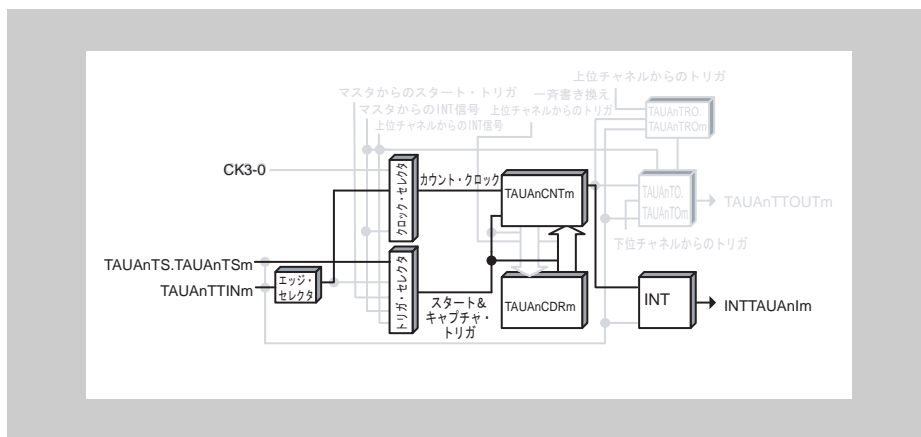 上位チャネルからのトリガ
マスタからのスタート・トリガ
一斉書き換え
マスタからのINT信号
上位チャネルからのトリガ
上位チャネルからのINT信号
TAUAnTRO.
TAUAnTROm
CK3-0
クロック・セレクタ
カウント・クロック
TAUAnCNTm
TAUAnTO.
TAUAnTOm
TAUAnTTOUTm
下位チャネルからのトリガ
TAUAnTS.TAUAnTSm
TAUAnTTINm
エッジ・
セレクタ
トリガ・セレクタ
スタート&
キャプチャ・
トリガ
TAUAnCDRm
INT
INTTAUAnIm